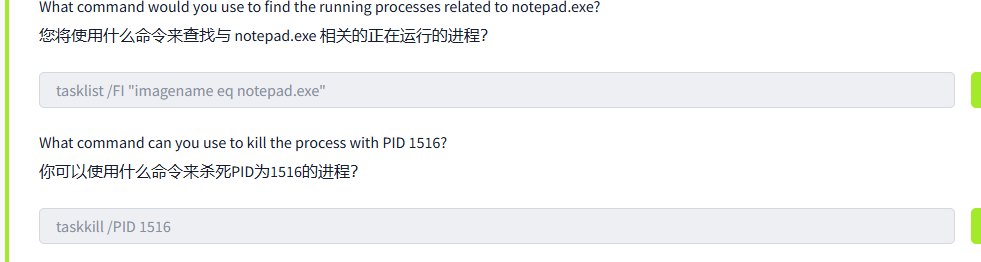 What command would you use to find the running processes related to notepad.exe?
您将使用什么命令来查找与 notepad.exe 相关的正在运行的进程？
tasklist /FI "imagename eq notepad.exe"
What command can you use to kill the process with PID 1516?
你可以使用什么命令来杀死PID为1516的进程？
taskkill /PID 1516